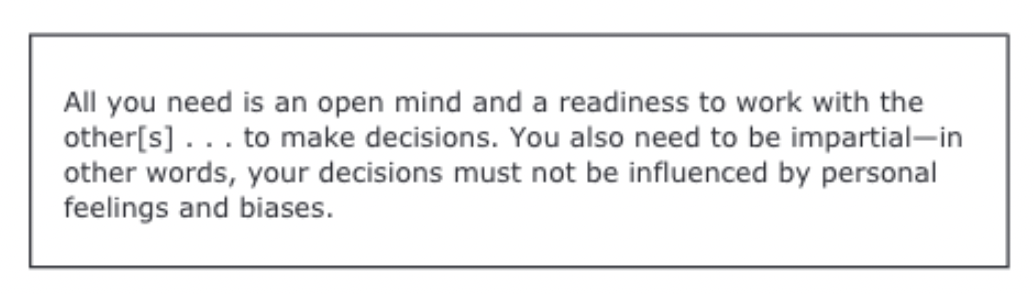 All you need is an open mind and a readiness to work with the
other[s] . . . to make decisions. You also need to be impartial—in
other words, your decisions must not be influenced by personal
feelings and biases.